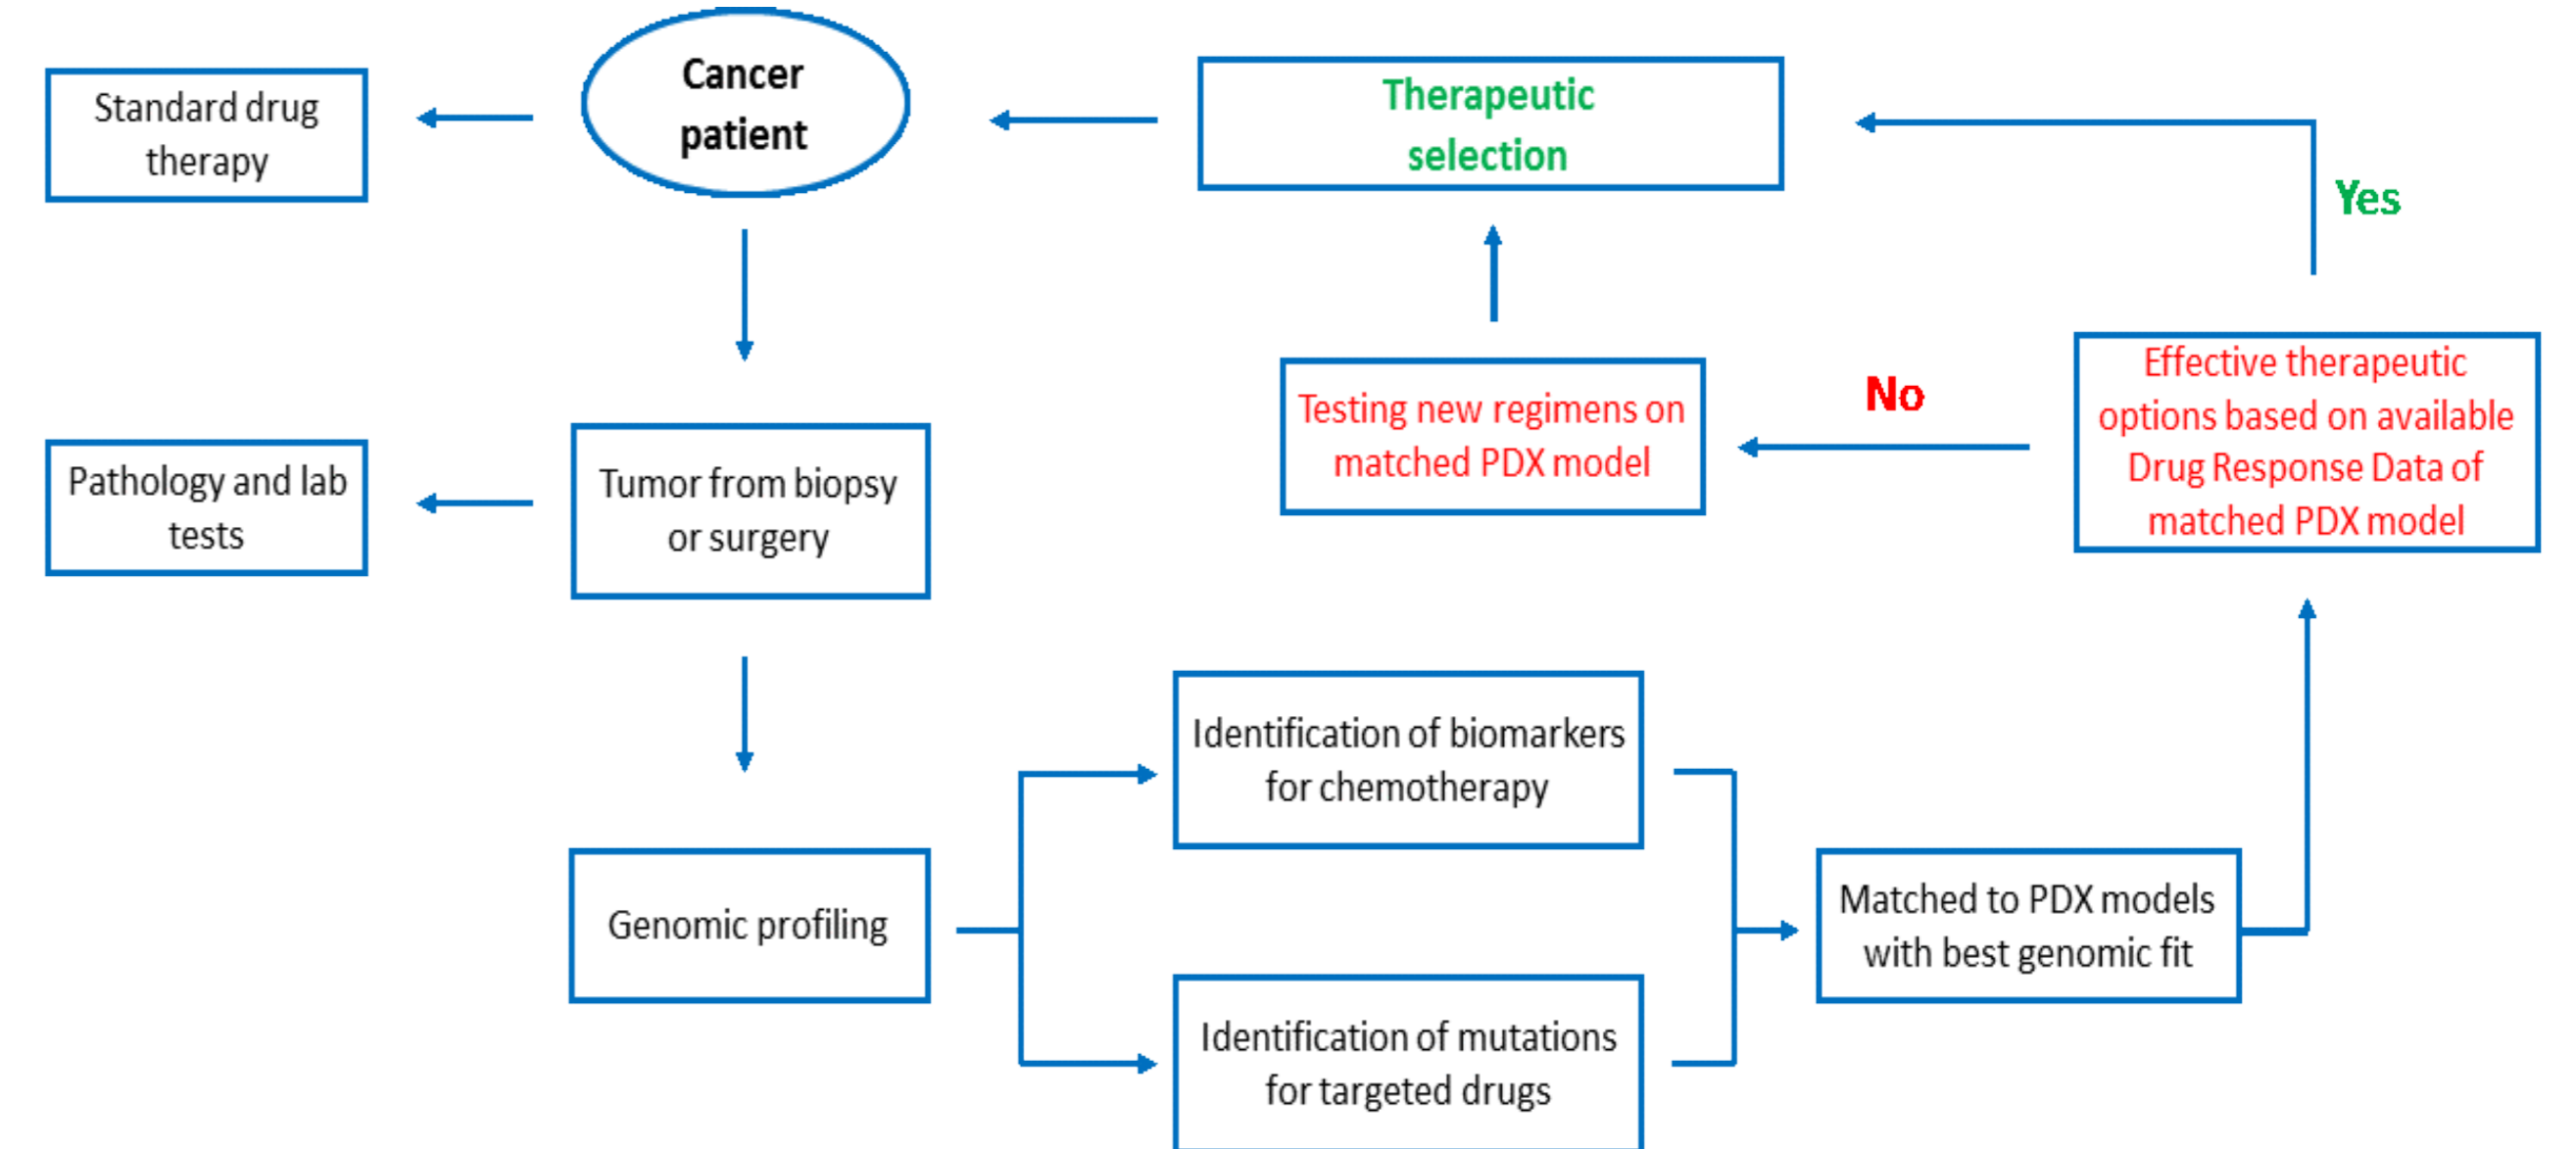 Standard drug
therapy
Cancer
patient
Therapeutic
selection
Yes
Pathology and lab
tests
Tumor from biopsy
or surgery
Testing new regimens on
matched PDX model
No
Effective therapeutic
options based on available
Drug Response Data of
matched PDX model
Genomic profiling
Identification of biomarkers
for chemotherapy
Identification of mutations
for targeted drugs
Matched to PDX models
with best genomic fit